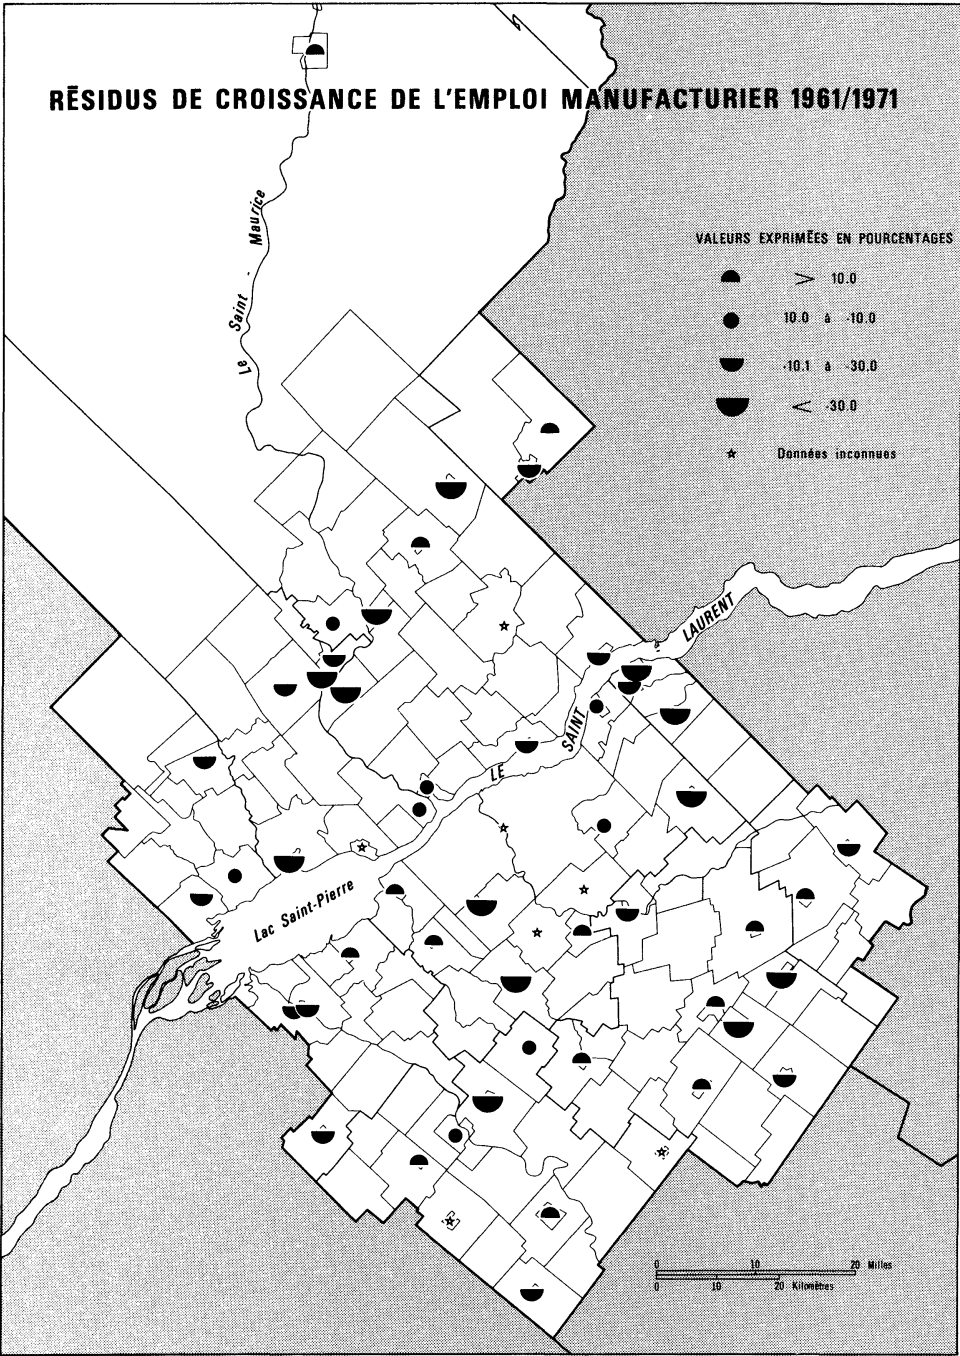 RĒSIDUS DE CROISSANCE DE L'EMPLOI MANUFACTURIER 1961/1971
VALEURS EXPRIMĒES EN POURCENTAGES
> 10.0
10.0 à -10.0
-10.1 à -30.0
< -30.0
Données inconnues
Le Saint - Maurice
LE SAINT LAURENT
Lac Saint-Pierre
0 10 20 Milles
0 10 20 Kilomètres